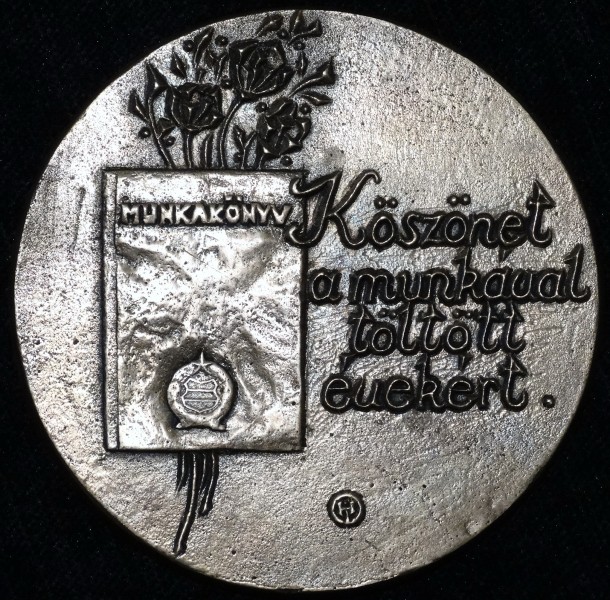 MUNKAKÖNYV
Köszönet
a munkával
töltött
évekért.